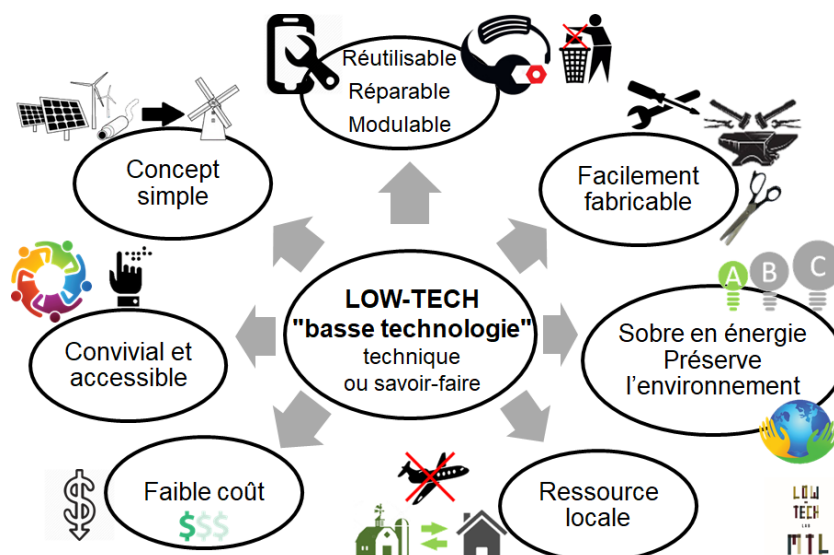 Réutilisable
Réparable
Modulable
Concept
simple
Facilement
fabricable
A B C
LOW-TECH
"basse technologie"
technique
ou savoir-faire
Convivial et
accessible
Sobre en énergie
Préserve
l'environnement
Faible coût
$$$
Ressource
locale
LOW
TECH
LAB
MTL